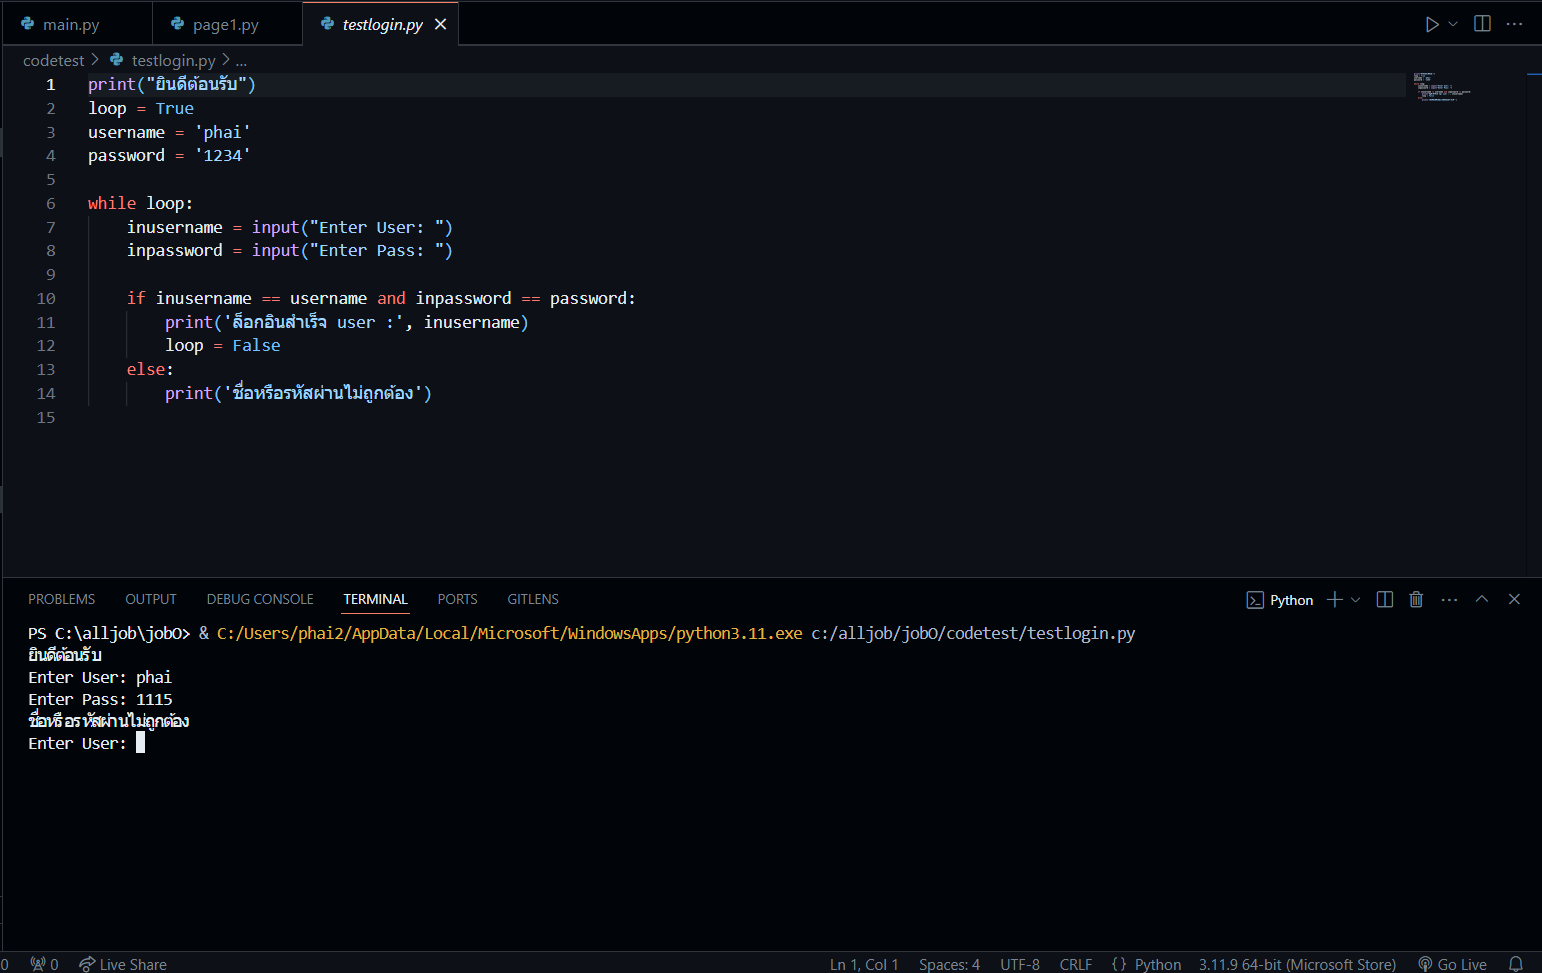 main.py
page1.py
testlogin.py
codetest > testlogin.py > ...
1 print("ยินดีต้อนรับ")
2 loop = True
3 username = 'phai'
4 password = '1234'
5
6 while loop:
7 inusername = input("Enter User: ")
8 inpassword = input("Enter Pass: ")
9
10 if inusername == username and inpassword == password:
11 print('ล็อกอินสำเร็จ user :', inusername)
12 loop = False
13 else:
14 print('ชื่อหรือรหัสผ่านไม่ถูกต้อง')
15
PROBLEMS OUTPUT DEBUG CONSOLE TERMINAL PORTS GITLENS
Python
PS C:\alljob\jobO> & C:/Users/phai2/AppData/Local/Microsoft/WindowsApps/python3.11.exe c:/alljob/jobO/codetest/testlogin.py
ยินดีต้อนรับ
Enter User: phai
Enter Pass: 1115
ชื่อหรือรหัสผ่านไม่ถูกต้อง
Enter User:
0 0 Live Share Ln 1, Col 1 Spaces: 4 UTF-8 CRLF {} Python 3.11.9 64-bit (Microsoft Store) Go Live